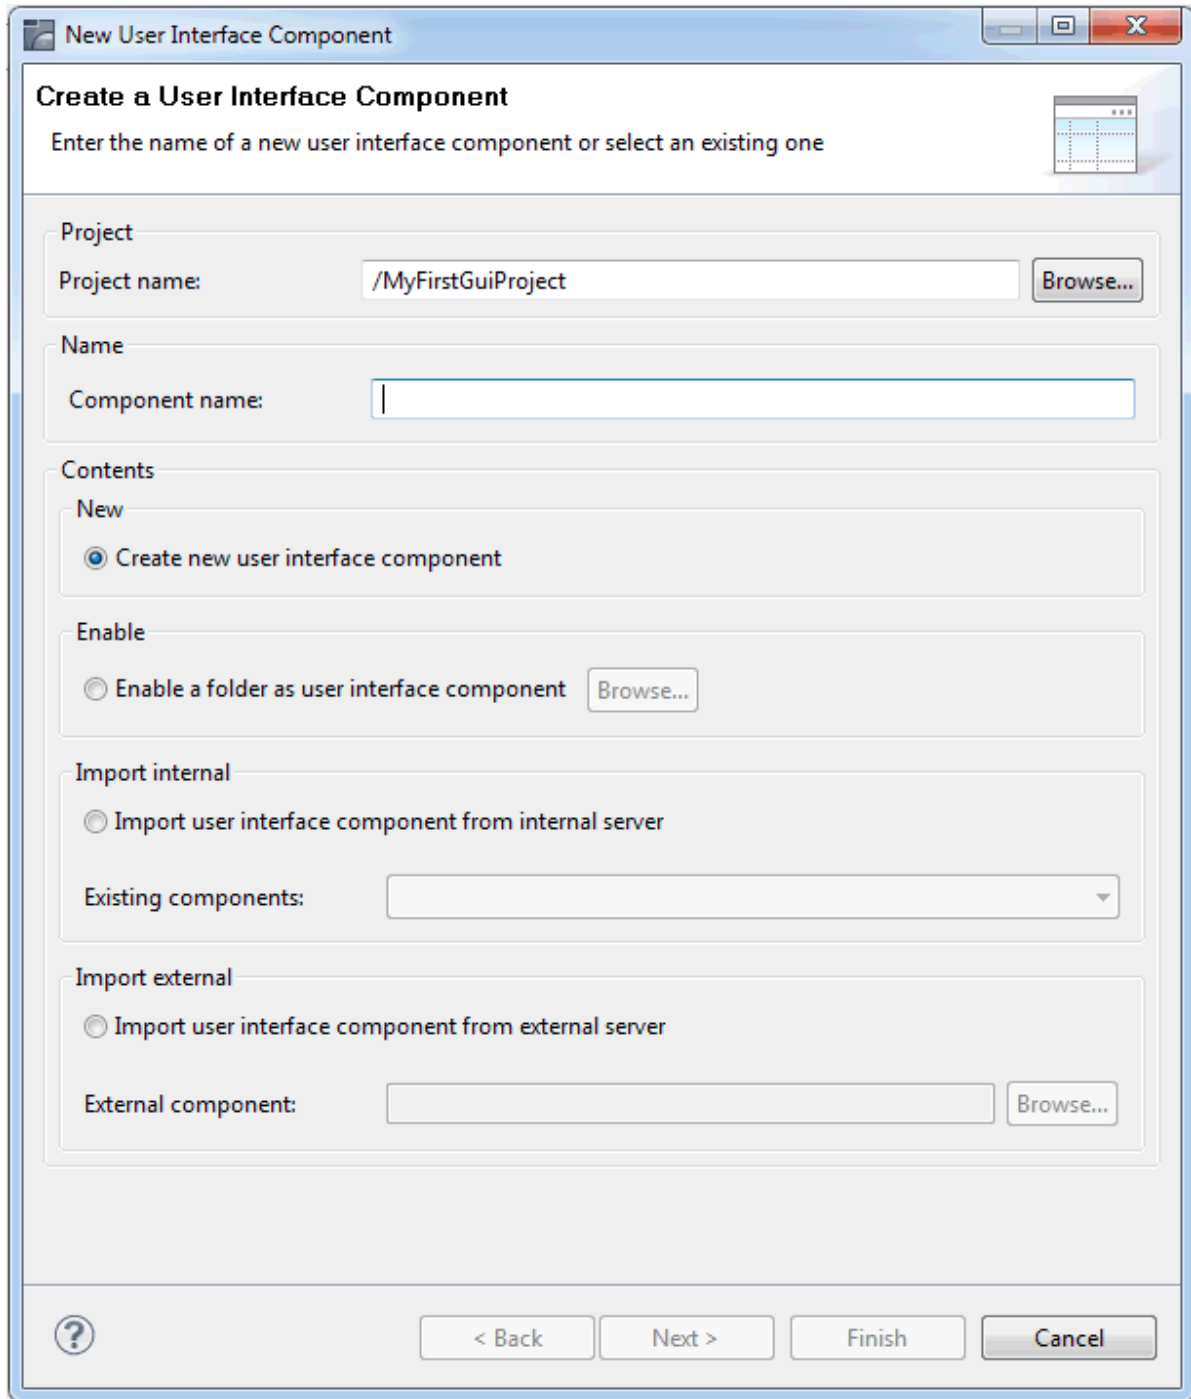 New User Interface Component
Create a User Interface Component
Enter the name of a new user interface component or select an existing one
Project
Project name: /MyFirstGuiProject Browse...
Name
Component name:
Contents
New
Create new user interface component
Enable
Enable a folder as user interface component Browse...
Import internal
Import user interface component from internal server
Existing components:
Import external
Import user interface component from external server
External component: Browse...
? < Back Next > Finish Cancel